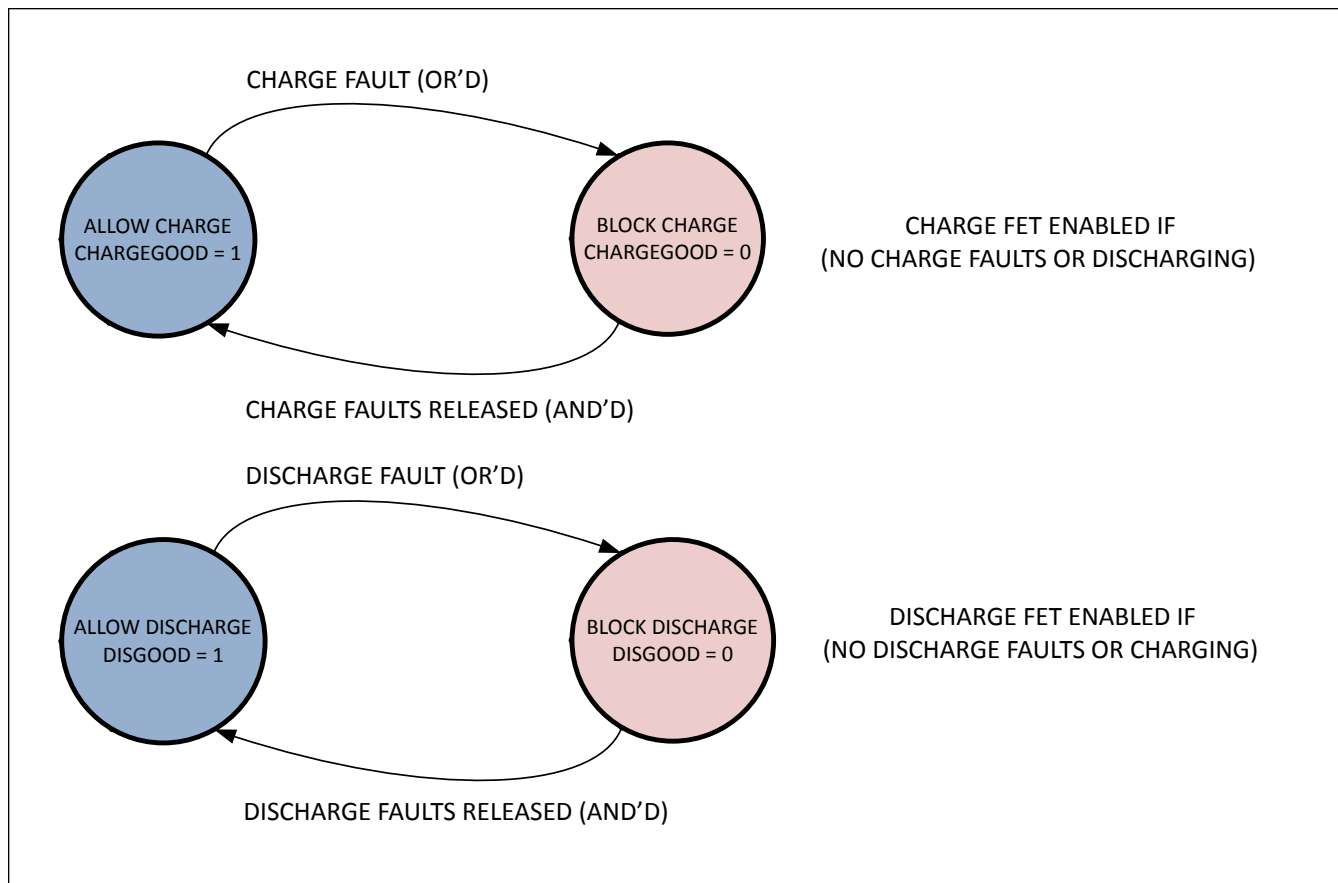 CHARGE FAULT (OR’D)
ALLOW CHARGE
CHARGEGOOD = 1
BLOCK CHARGE
CHARGEGOOD = 0
CHARGE FET ENABLED IF
(NO CHARGE FAULTS OR DISCHARGING)
CHARGE FAULTS RELEASED (AND’D)
DISCHARGE FAULT (OR’D)
ALLOW DISCHARGE
DISGOOD = 1
BLOCK DISCHARGE
DISGOOD = 0
DISCHARGE FET ENABLED IF
(NO DISCHARGE FAULTS OR CHARGING)
DISCHARGE FAULTS RELEASED (AND’D)